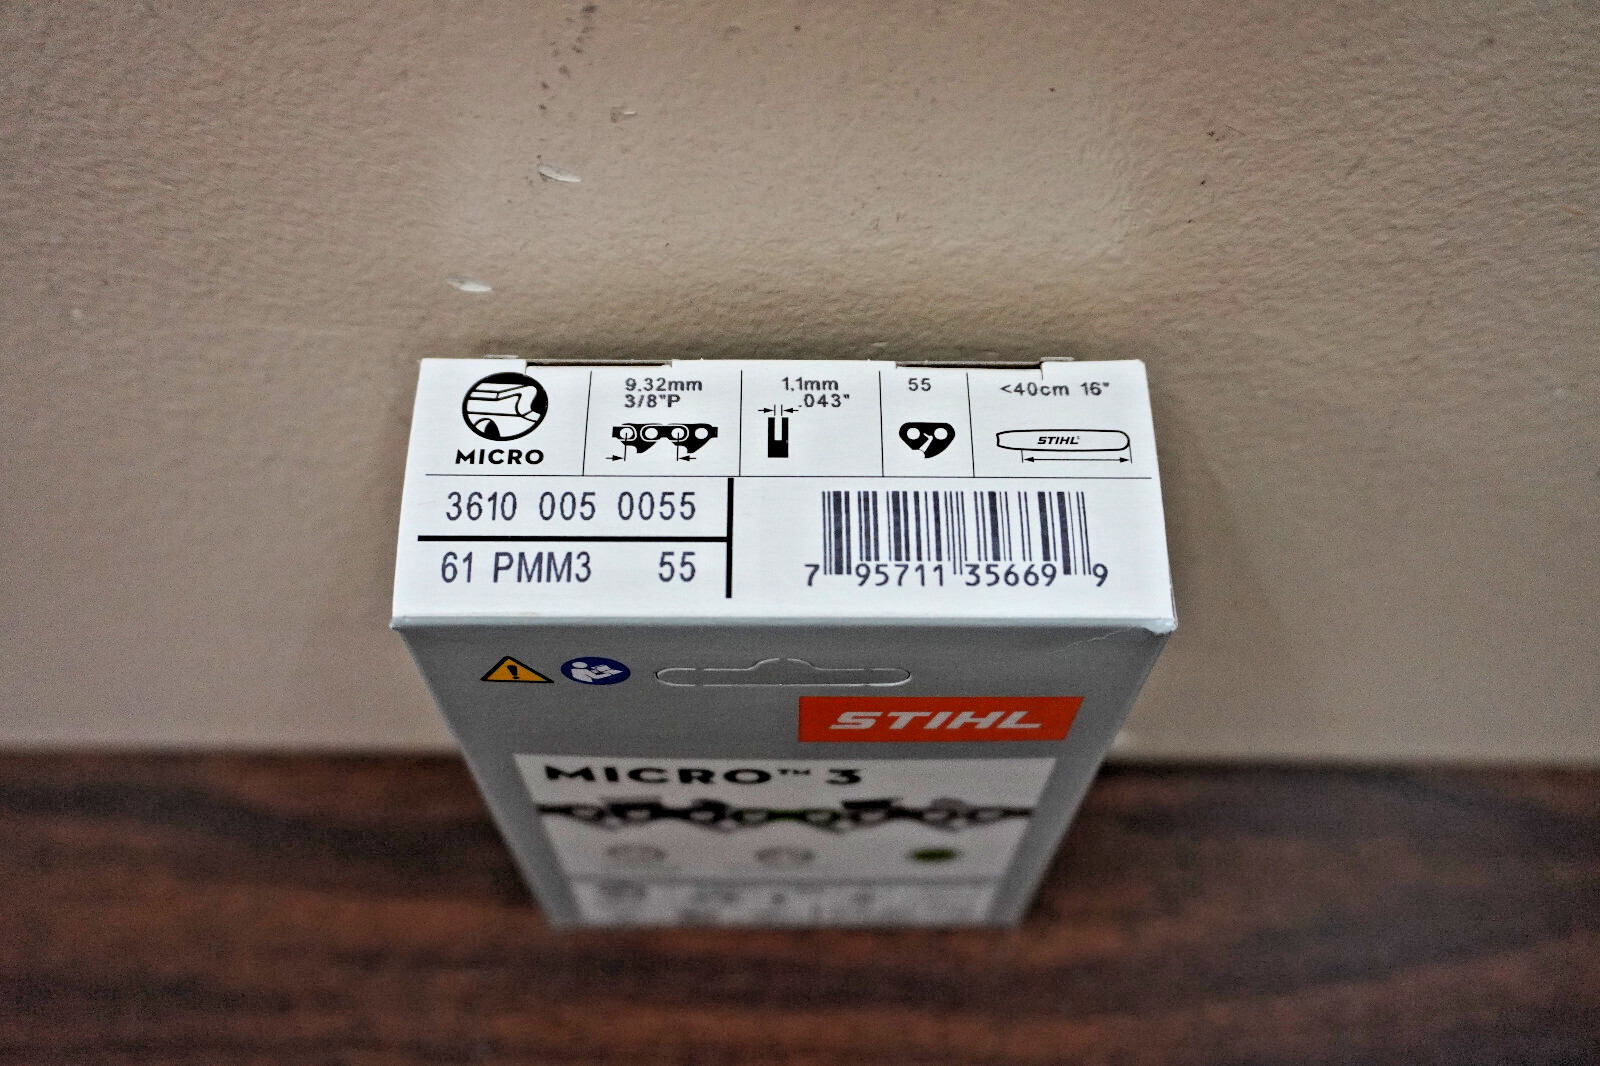 MICRO
9.32mm
3/8"P
1.1mm
.043"
55
<40cm 16"
STIHL
3610 005 0055
61 PMM3 55
7 95711 35669 9
STIHL
MICRO™ 3